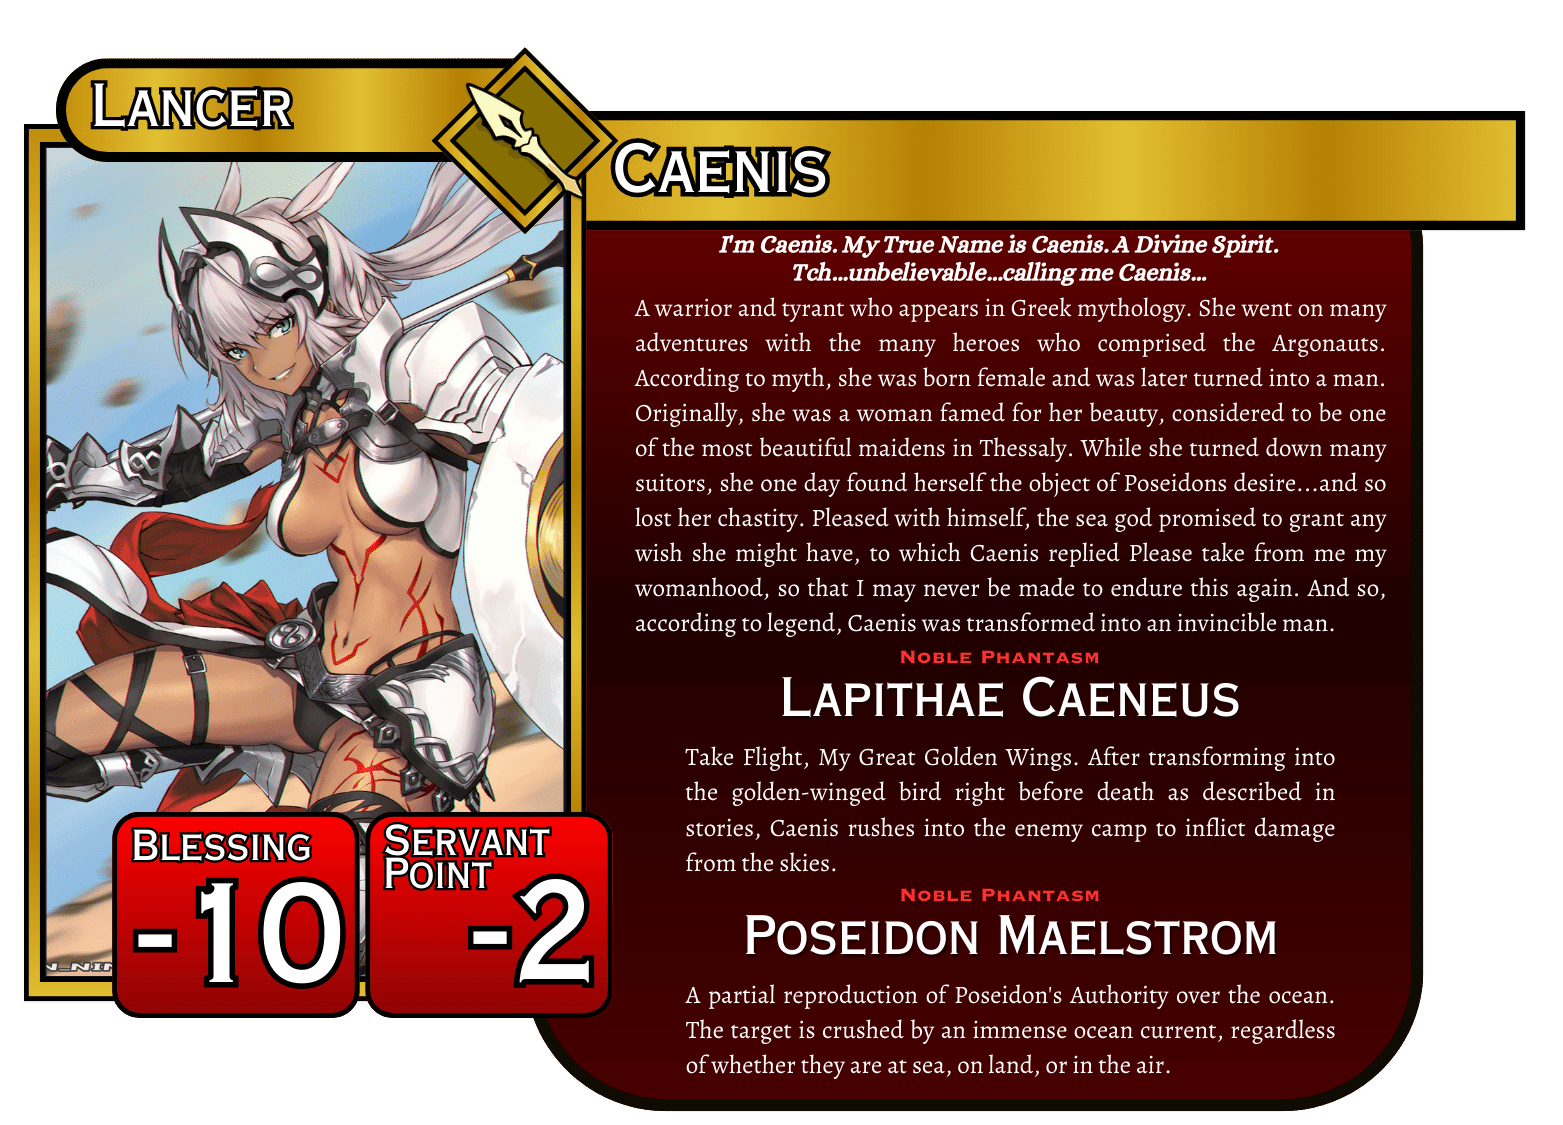 LANCER
CAENIS
I'm Caenis. My True Name is Caenis. A Divine Spirit.
Tch...unbelievable...calling me Caenis...
A warrior and tyrant who appears in Greek mythology. She went on many
adventures with the many heroes who comprised the Argonauts.
According to myth, she was born female and was later turned into a man.
Originally, she was a woman famed for her beauty, considered to be one
of the most beautiful maidens in Thessaly. While she turned down many
suitors, she one day found herself the object of Poseidons desire...and so
lost her chastity. Pleased with himself, the sea god promised to grant any
wish she might have, to which Caenis replied Please take from me my
womanhood, so that I may never be made to endure this again. And so,
according to legend, Caenis was transformed into an invincible man.
NOBLE PHANTASM
LAPITHAE CAENEUS
Take Flight, My Great Golden Wings. After transforming into
the golden-winged bird right before death as described in
stories, Caenis rushes into the enemy camp to inflict damage
from the skies.
NOBLE PHANTASM
POSEIDON MAELSTROM
A partial reproduction of Poseidon's Authority over the ocean.
The target is crushed by an immense ocean current, regardless
of whether they are at sea, on land, or in the air.
BLESSING
-10
SERVANT
POINT
-2